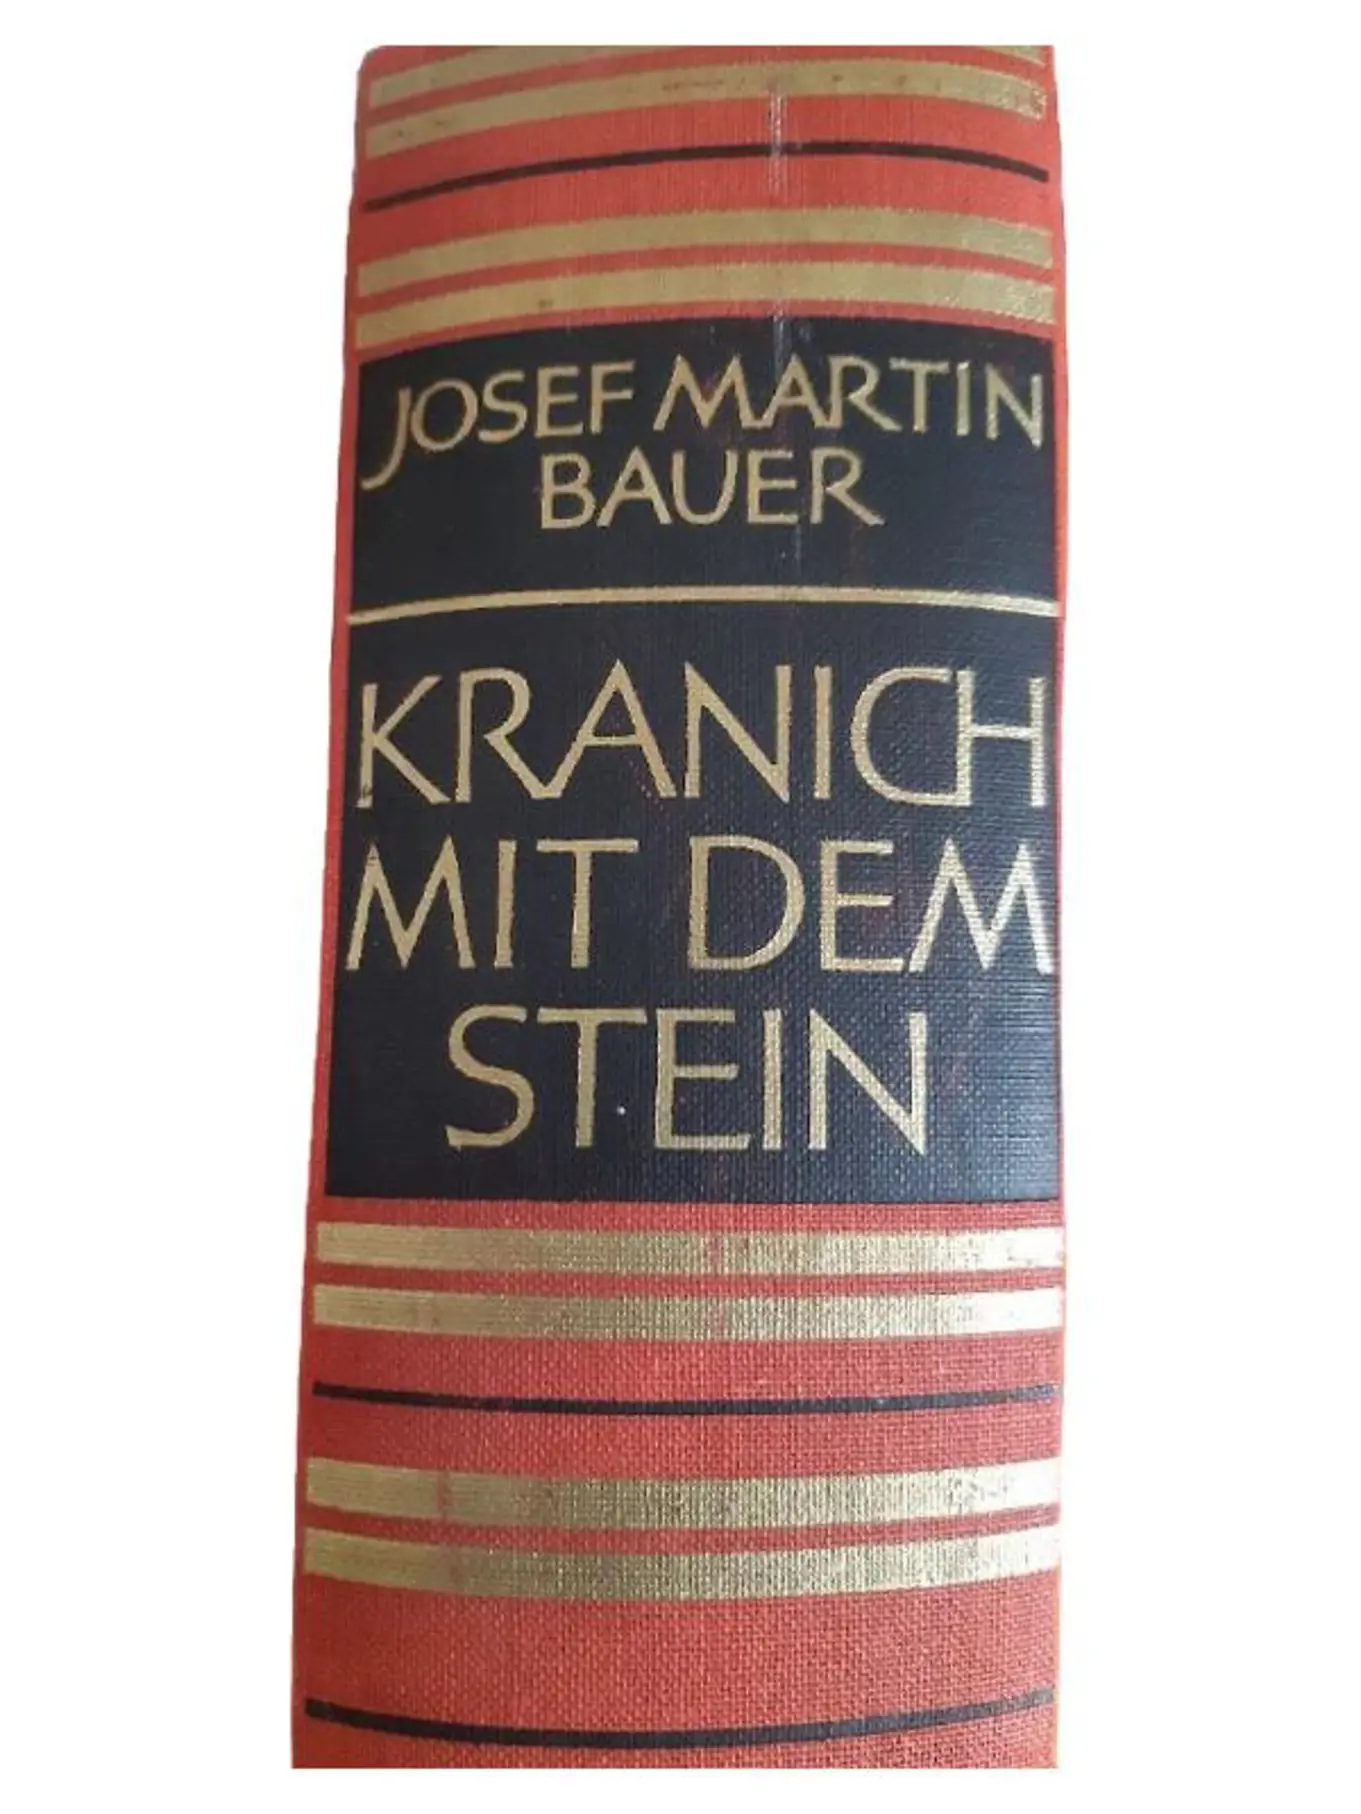 JOSEF MARTIN
BAUER
KRANICH
MIT DEM
STEIN